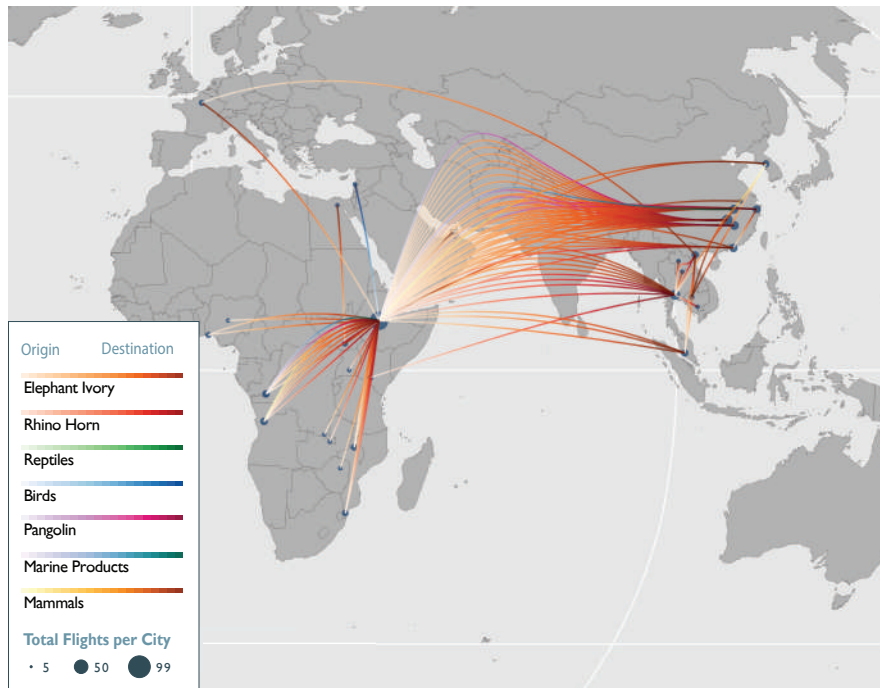 Origin Destination
Elephant Ivory
Rhino Horn
Reptiles
Birds
Pangolin
Marine Products
Mammals
Total Flights per City
5 50 99